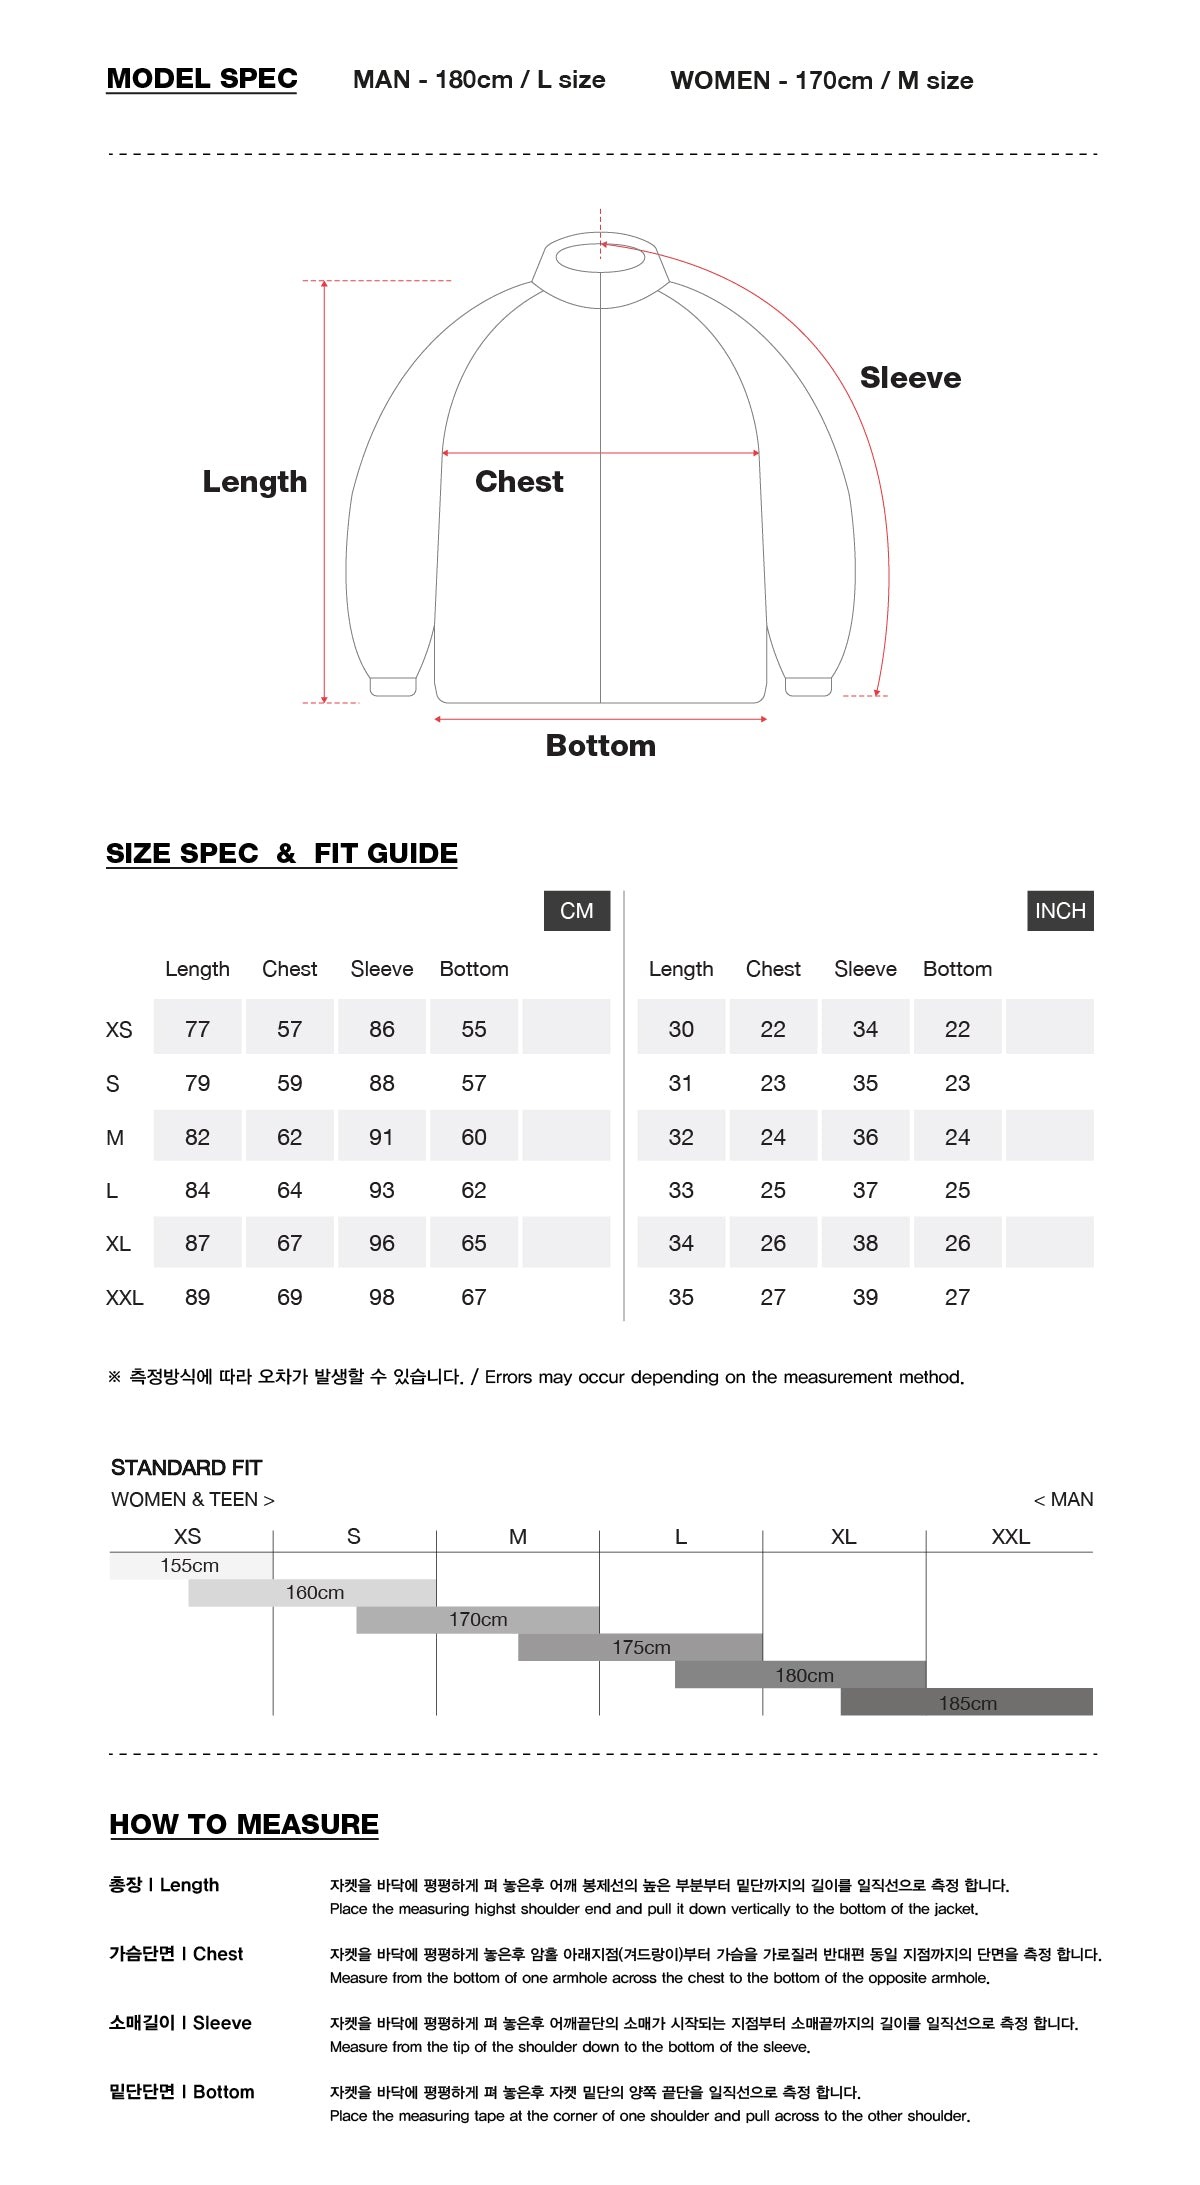 MODEL SPEC MAN - 180cm / L size WOMEN - 170cm / M size
Sleeve
Length
Chest
Bottom
SIZE SPEC & FIT GUIDE
CM INCH
Length Chest Sleeve Bottom Length Chest Sleeve Bottom
XS 77 57 86 55 30 22 34 22
S 79 59 88 57 31 23 35 23
M 82 62 91 60 32 24 36 24
L 84 64 93 62 33 25 37 25
XL 87 67 96 65 34 26 38 26
XXL 89 69 98 67 35 27 39 27
※ 측정방식에 따라 오차가 발생할 수 있습니다. / Errors may occur depending on the measurement method.
STANDARD FIT
WOMEN & TEEN > < MAN
XS S M L XL XXL
155cm
160cm
170cm
175cm
180cm
185cm
HOW TO MEASURE
총장 I Length 자켓을 바닥에 평평하게 펴 놓은후 어깨 봉제선의 높은 부분부터 밑단까지의 길이를 일직선으로 측정 합니다.
Place the measuring highst shoulder end and pull it down vertically to the bottom of the jacket.
가슴단면 I Chest 자켓을 바닥에 평평하게 놓은후 암홀 아래지점(겨드랑이)부터 가슴을 가로질러 반대편 동일 지점까지의 단면을 측정 합니다.
Measure from the bottom of one armhole across the chest to the bottom of the opposite armhole.
소매길이 I Sleeve 자켓을 바닥에 평평하게 펴 놓은후 어깨끝단의 소매가 시작되는 지점부터 소매끝까지의 길이를 일직선으로 측정 합니다.
Measure from the tip of the shoulder down to the bottom of the sleeve.
밑단단면 I Bottom 자켓을 바닥에 평평하게 펴 놓은후 자켓 밑단의 양쪽 끝단을 일직선으로 측정 합니다.
Place the measuring tape at the corner of one shoulder and pull across to the other shoulder.